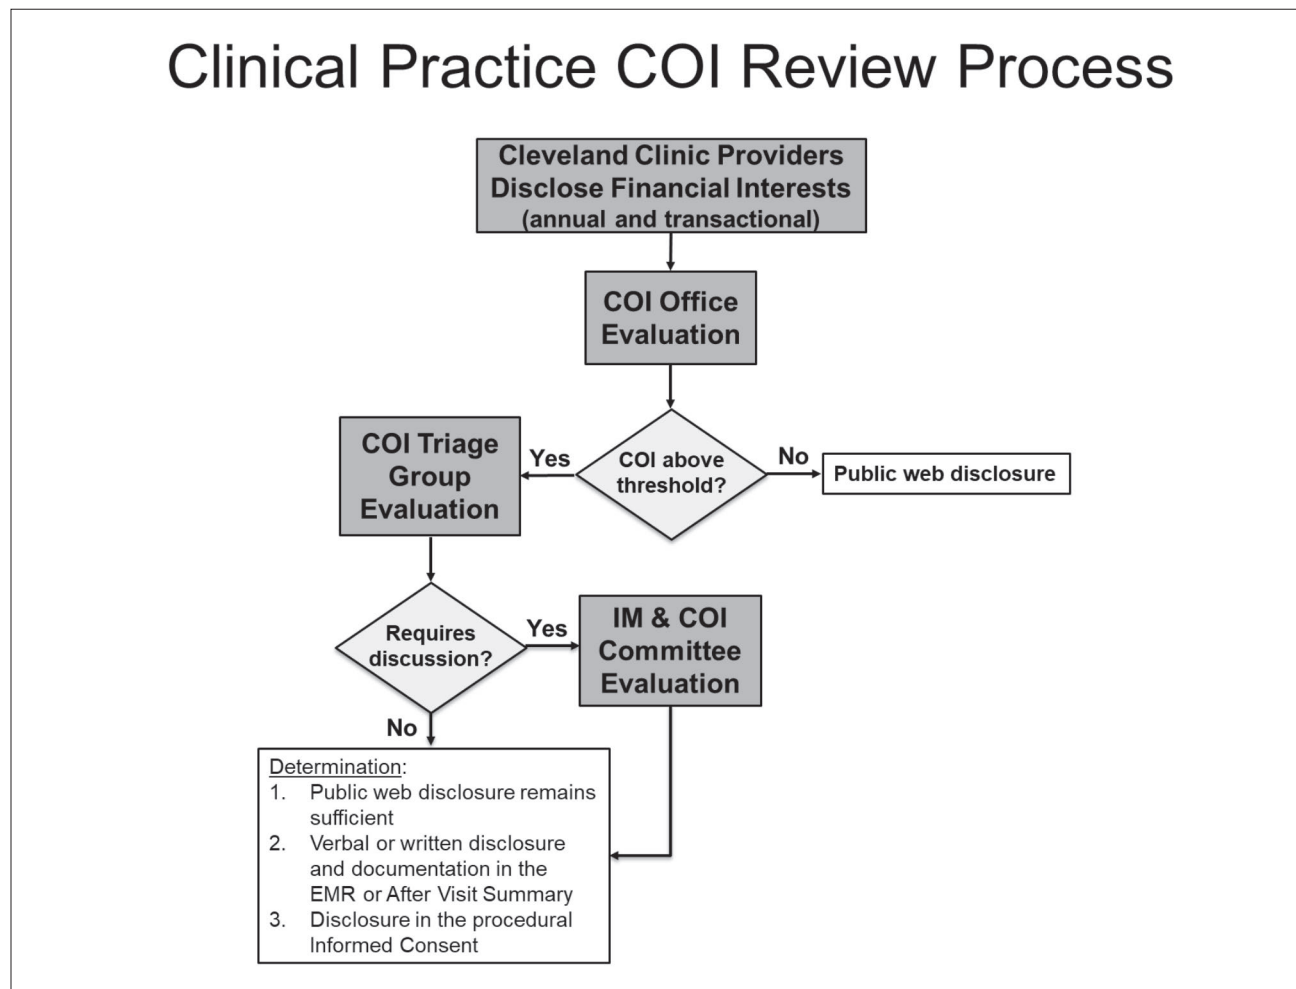 Clinical Practice COI Review Process
Cleveland Clinic Providers
Disclose Financial Interests
(annual and transactional)
COI Office
Evaluation
COI above
threshold?
No
Public web disclosure
Yes
COI Triage
Group
Evaluation
Requires
discussion?
Yes
IM & COI
Committee
Evaluation
No
Determination:
1. Public web disclosure remains
sufficient
2. Verbal or written disclosure
and documentation in the
EMR or After Visit Summary
3. Disclosure in the procedural
Informed Consent